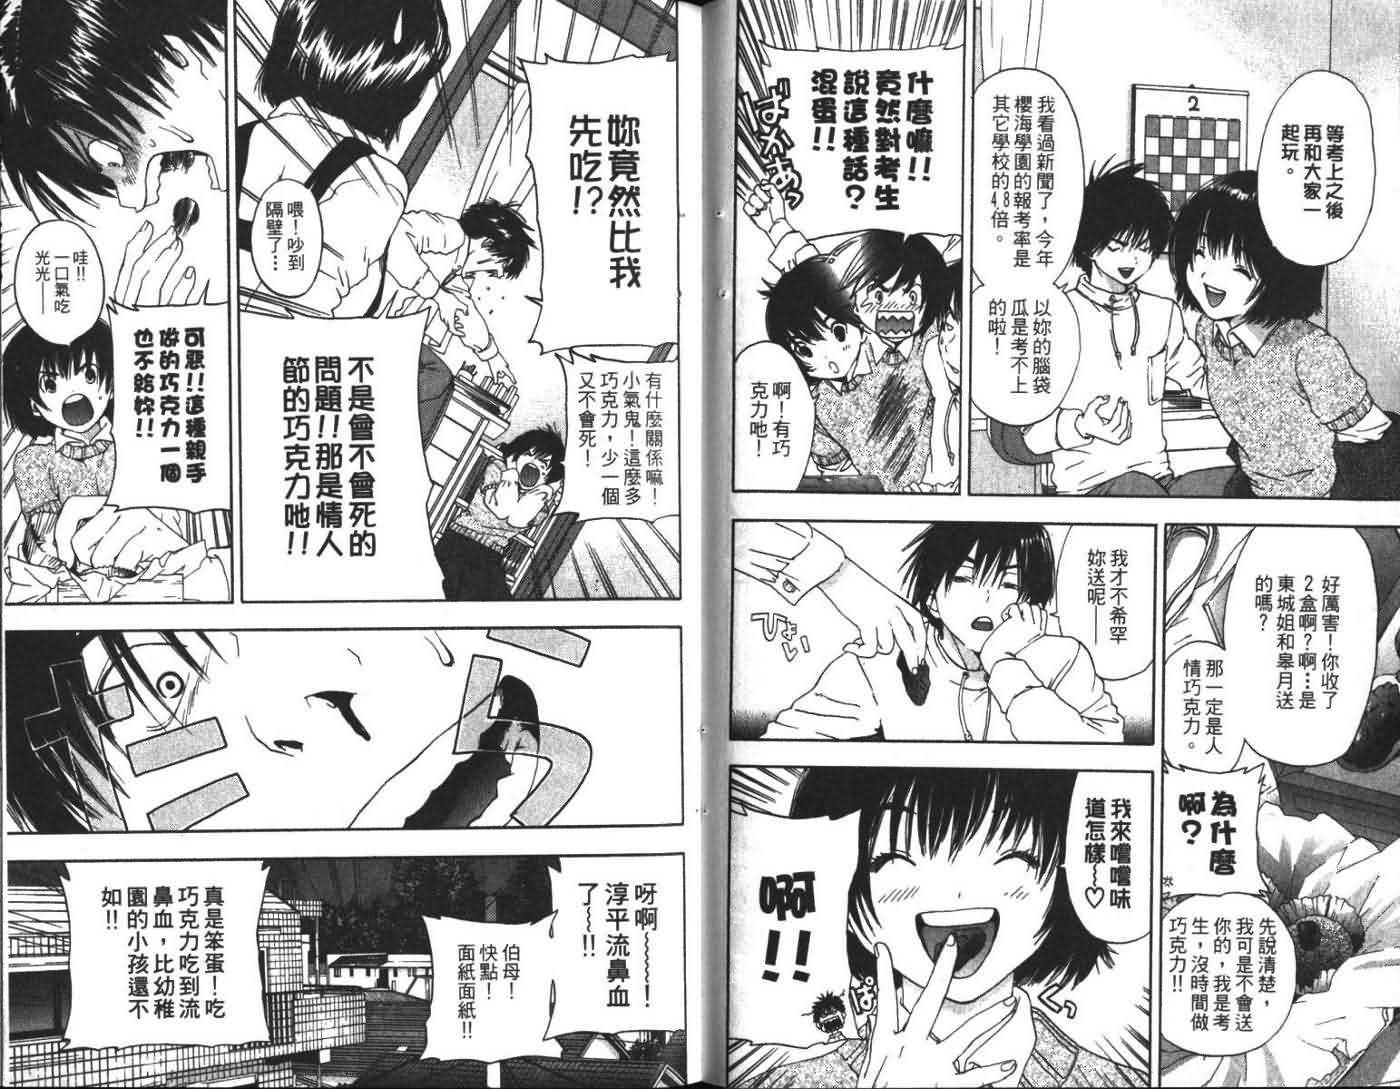 等考上之後
再和大家一
起玩。
2
我看過新聞了，今年
櫻海學園的報考率是
其它學校的4.8倍。
以妳的腦袋
瓜是考不上
的啦！
什麼嘛!!
竟然對考生
說這種話？
混蛋!!
ばかあっ
啊！有巧
克力吔！
好厲害！你收了
2盒啊？啊…是
東城姐和皋月送
的嗎？
那一定是人
情巧克力。
為什麼
啊？
先說清楚，
我可是不會送
你的，我是考
生，沒時間做
巧克力!!
我才不希罕
妳送呢——
ひょい
我來嚐嚐味
道怎樣~♡
ぱ
啊!!
妳竟然比我
先吃!?
有什麼關係嘛！
小氣鬼！這麼多
巧克力，少一個
又不會死！
喂！吵到
隔壁了…
不是會不會死的
問題!!那是情人
節的巧克力吔!!
哇!!
一口氣吃
光光—
可惡!!這種親手
做的巧克力一個
也不給妳!!
呀啊~~~！
淳平流鼻血
了~~!!
伯母！
快點！
面紙面紙!!
真是笨蛋！吃
巧克力吃到流
鼻血，比幼稚
園的小孩還不
如!!